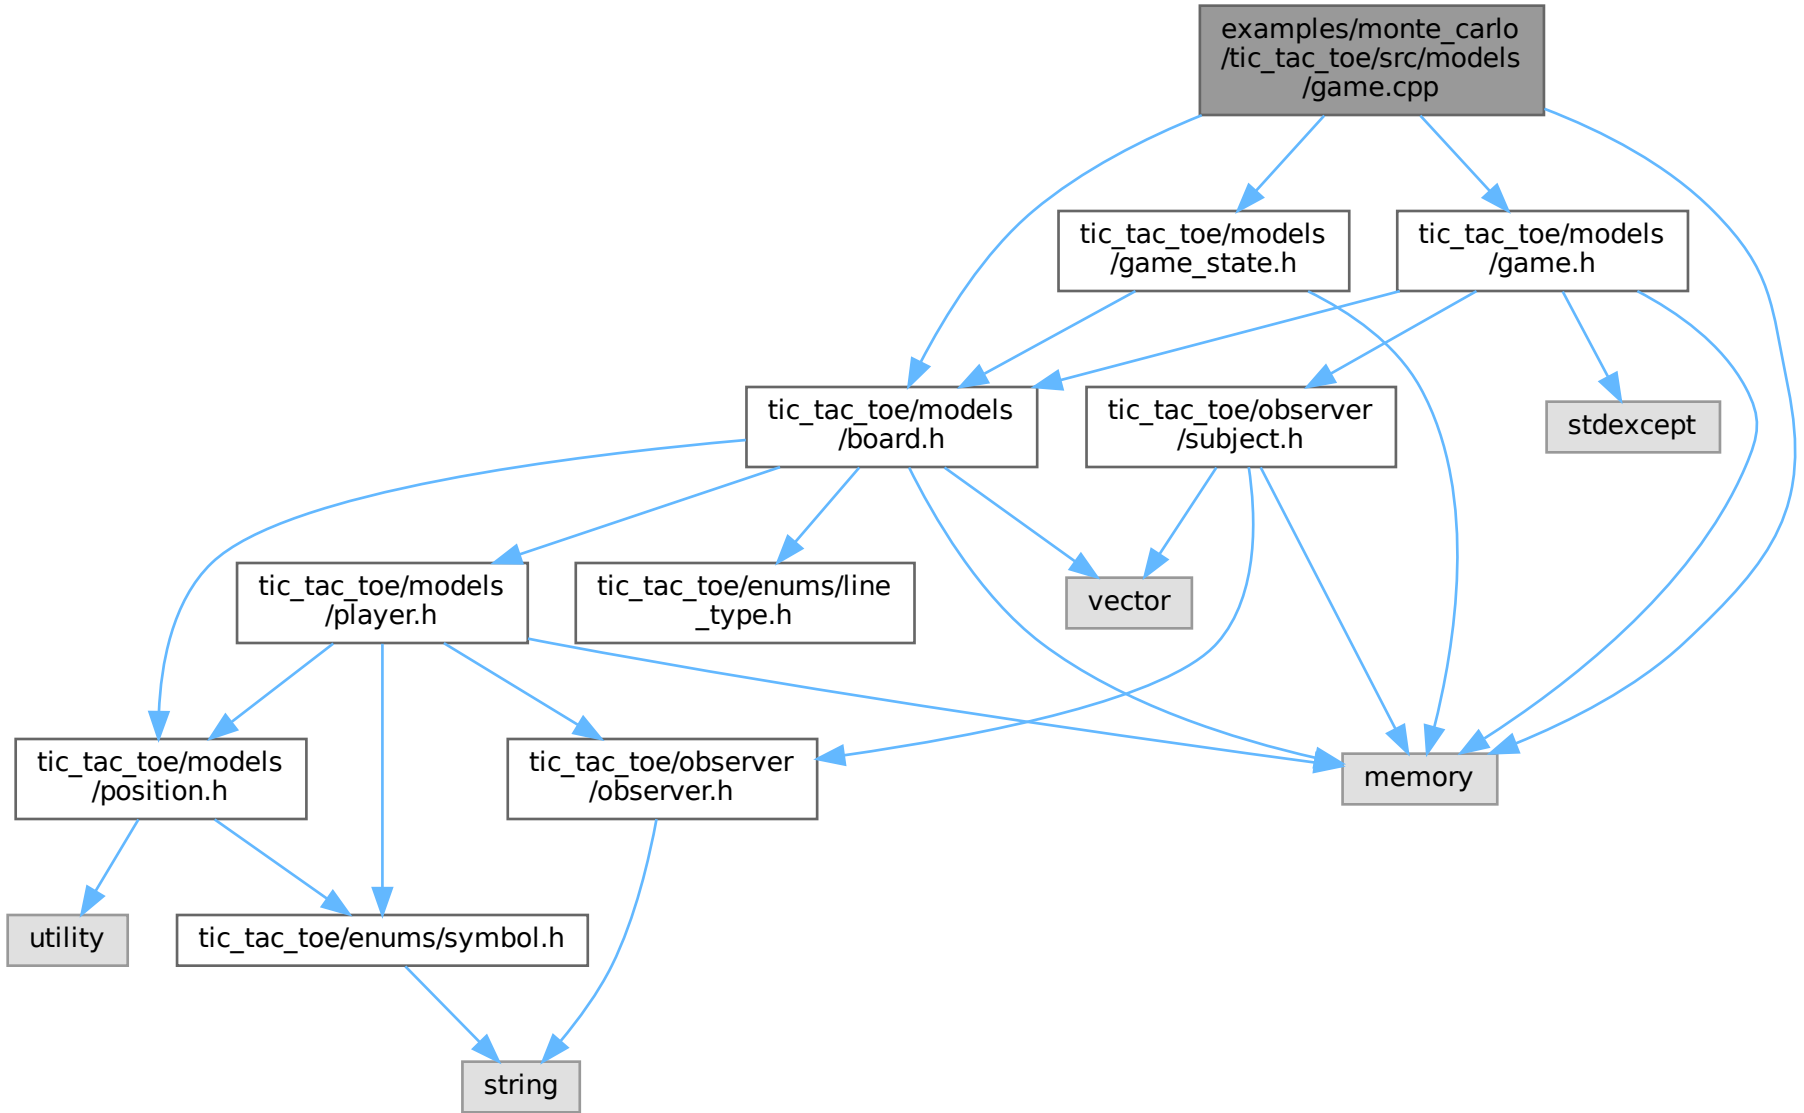 examples/monte_carlo
/tic_tac_toe/src/models
/game.cpp
tic_tac_toe/models
/game_state.h
tic_tac_toe/models
/game.h
tic_tac_toe/models
/board.h
tic_tac_toe/observer
/subject.h
stdexcept
tic_tac_toe/models
/player.h
tic_tac_toe/enums/line
_type.h
vector
tic_tac_toe/models
/position.h
tic_tac_toe/observer
/observer.h
memory
utility
tic_tac_toe/enums/symbol.h
string